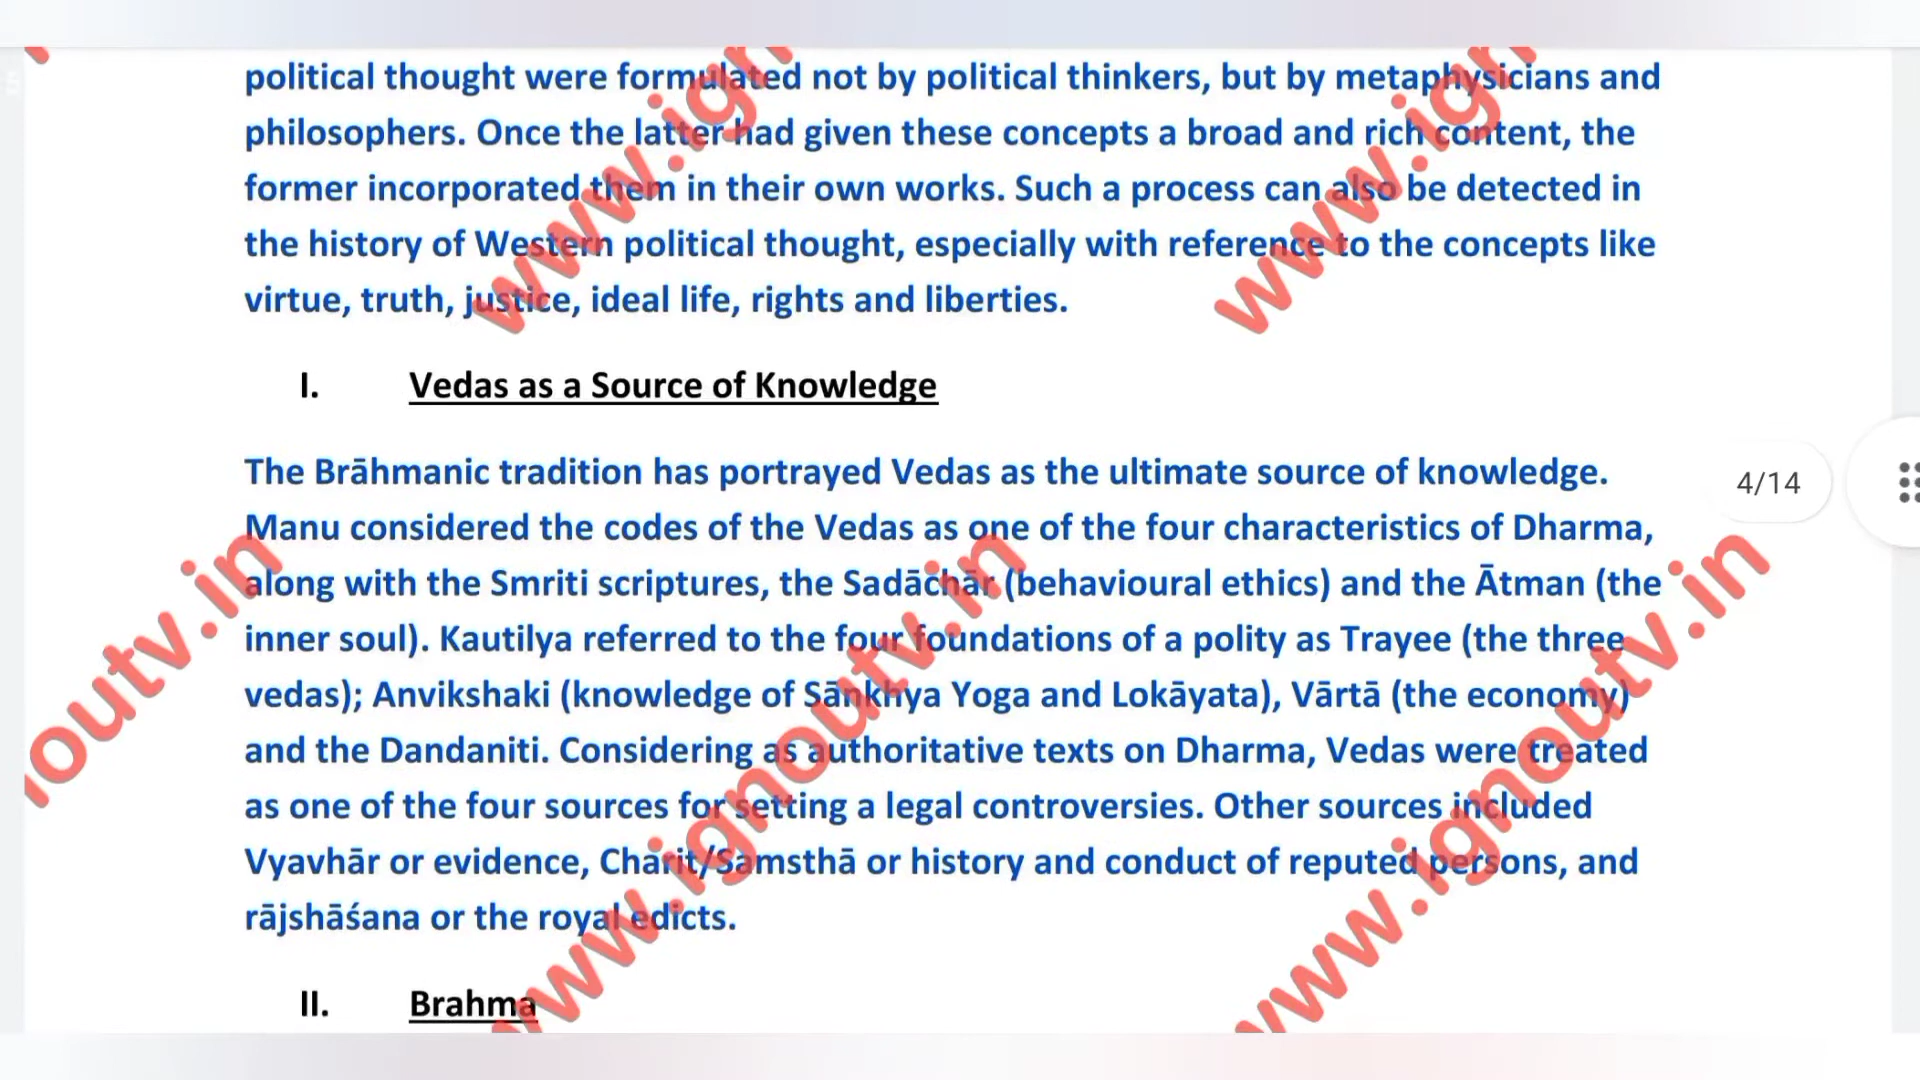 political thought were formulated not by political thinkers, but by metaphysicians and
philosophers. Once the latter had given these concepts a broad and rich content, the
former incorporated them in their own works. Such a process can also be detected in
the history of Western political thought, especially with reference to the concepts like
virtue, truth, justice, ideal life, rights and liberties.
I. Vedas as a Source of Knowledge
The Brāhmanic tradition has portrayed Vedas as the ultimate source of knowledge.
4/14
Manu considered the codes of the Vedas as one of the four characteristics of Dharma,
along with the Smriti scriptures, the Sadāchār (behavioural ethics) and the Ātman (the
inner soul). Kautilya referred to the four foundations of a polity as Trayee (the three
vedas); Anvikshaki (knowledge of Sānkhya Yoga and Lokāyata), Vārtā (the economy)
and the Dandaniti. Considering as authoritative texts on Dharma, Vedas were treated
as one of the four sources for setting a legal controversies. Other sources included
Vyavhār or evidence, Charit/Samsthā or history and conduct of reputed persons, and
rājshāśana or the royal edicts.
II. Brahma
www.ign
www.ign
outv.in
www.ignoutv.in
www.ignoutv.in